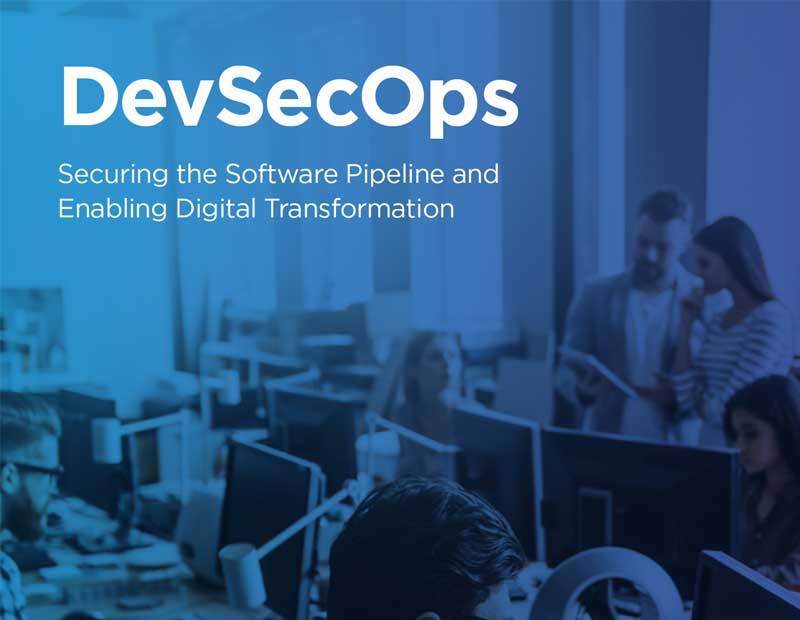 DevSecOps
Securing the Software Pipeline and
Enabling Digital Transformation